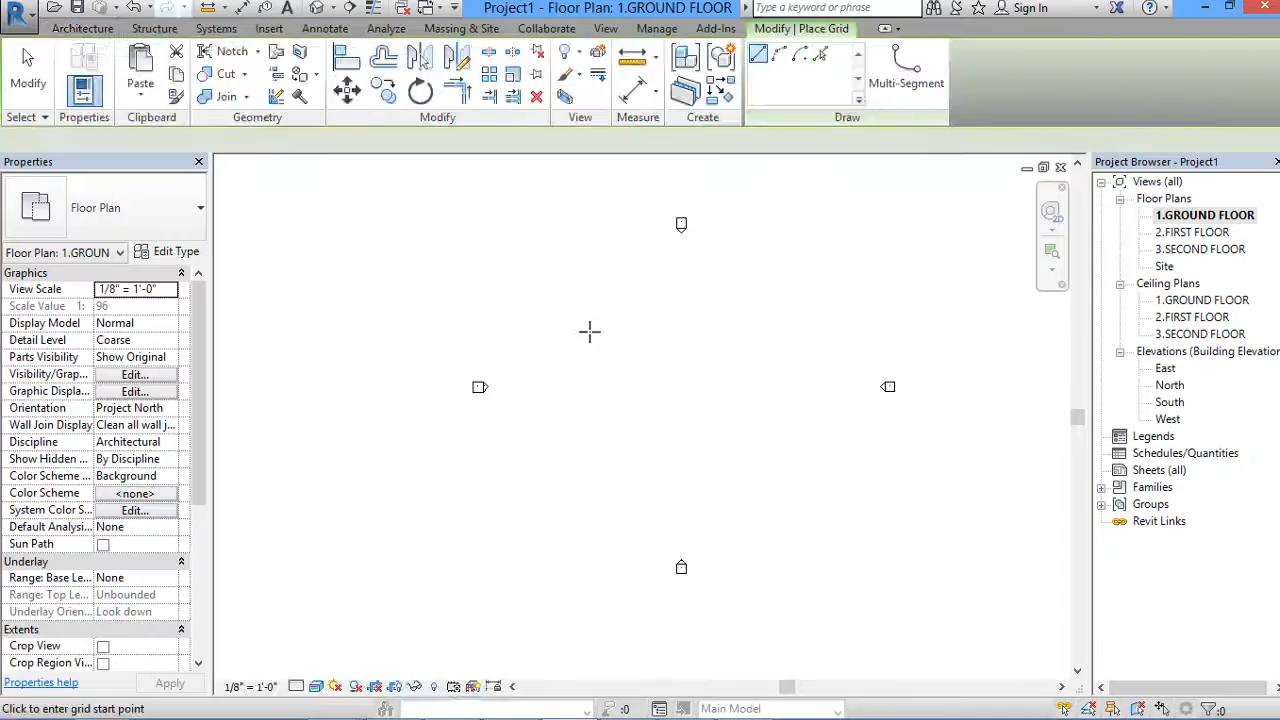 Project1 - Floor Plan: 1.GROUND FLOOR
Type a keyword or phrase
Sign In
Architecture Structure Systems Insert Annotate Analyze Massing & Site Collaborate View Manage Add-Ins Modify | Place Grid
Modify
Paste
Notch
Cut
Join
Multi-Segment
Select
Properties
Clipboard
Geometry
Modify
View
Measure
Create
Draw
Properties
Floor Plan
Floor Plan: 1.GROUN
Edit Type
Graphics
View Scale 1/8" = 1'-0"
Scale Value 1: 96
Display Model Normal
Detail Level Coarse
Parts Visibility Show Original
Visibility/Grap... Edit...
Graphic Displa... Edit...
Orientation Project North
Wall Join Display Clean all wall j...
Discipline Architectural
Show Hidden ... By Discipline
Color Scheme ... Background
Color Scheme <none>
System Color S... Edit...
Default Analysi... None
Sun Path
Underlay
Range: Base Le... None
Range: Top Le... Unbounded
Underlay Orien... Look down
Extents
Crop View
Crop Region Vi...
Properties help
Apply
2D
Project Browser - Project1
Views (all)
Floor Plans
1.GROUND FLOOR
2.FIRST FLOOR
3.SECOND FLOOR
Site
Ceiling Plans
1.GROUND FLOOR
2.FIRST FLOOR
3.SECOND FLOOR
Elevations (Building Elevation
East
North
South
West
Legends
Schedules/Quantities
Sheets (all)
Families
Groups
Revit Links
1/8" = 1'-0"
Click to enter grid start point
:0
Main Model
:0